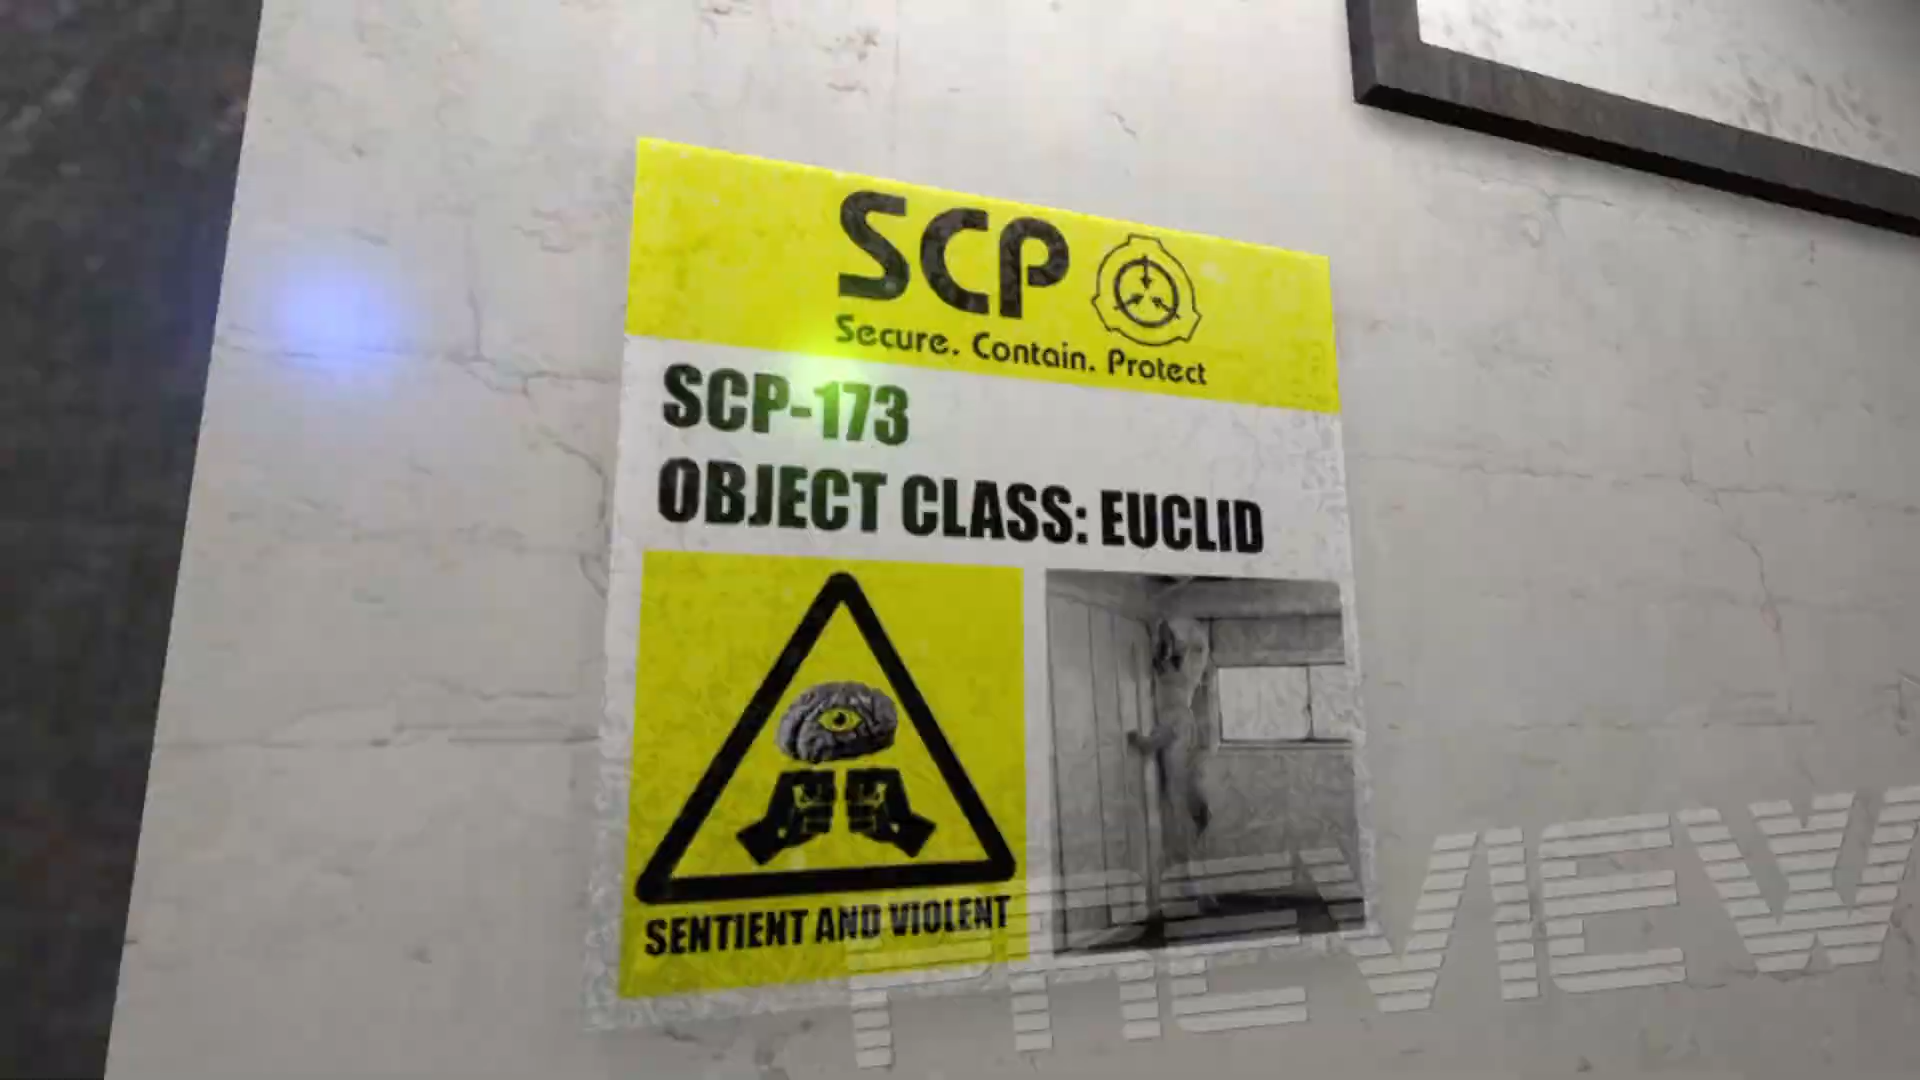 SCP
Secure. Contain. Protect
SCP-173
OBJECT CLASS: EUCLID
SENTIENT AND VIOLENT
PREVIEW